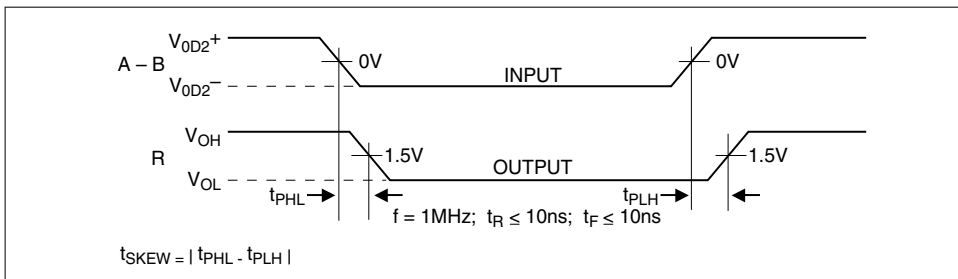 V0D2+
A – B
0V
0V
INPUT
V0D2–
VOH
R
1.5V
1.5V
OUTPUT
VOL
tPHL
tPLH
f = 1MHz; tR ≤ 10ns; tF ≤ 10ns
tSKEW = | tPHL - tPLH |